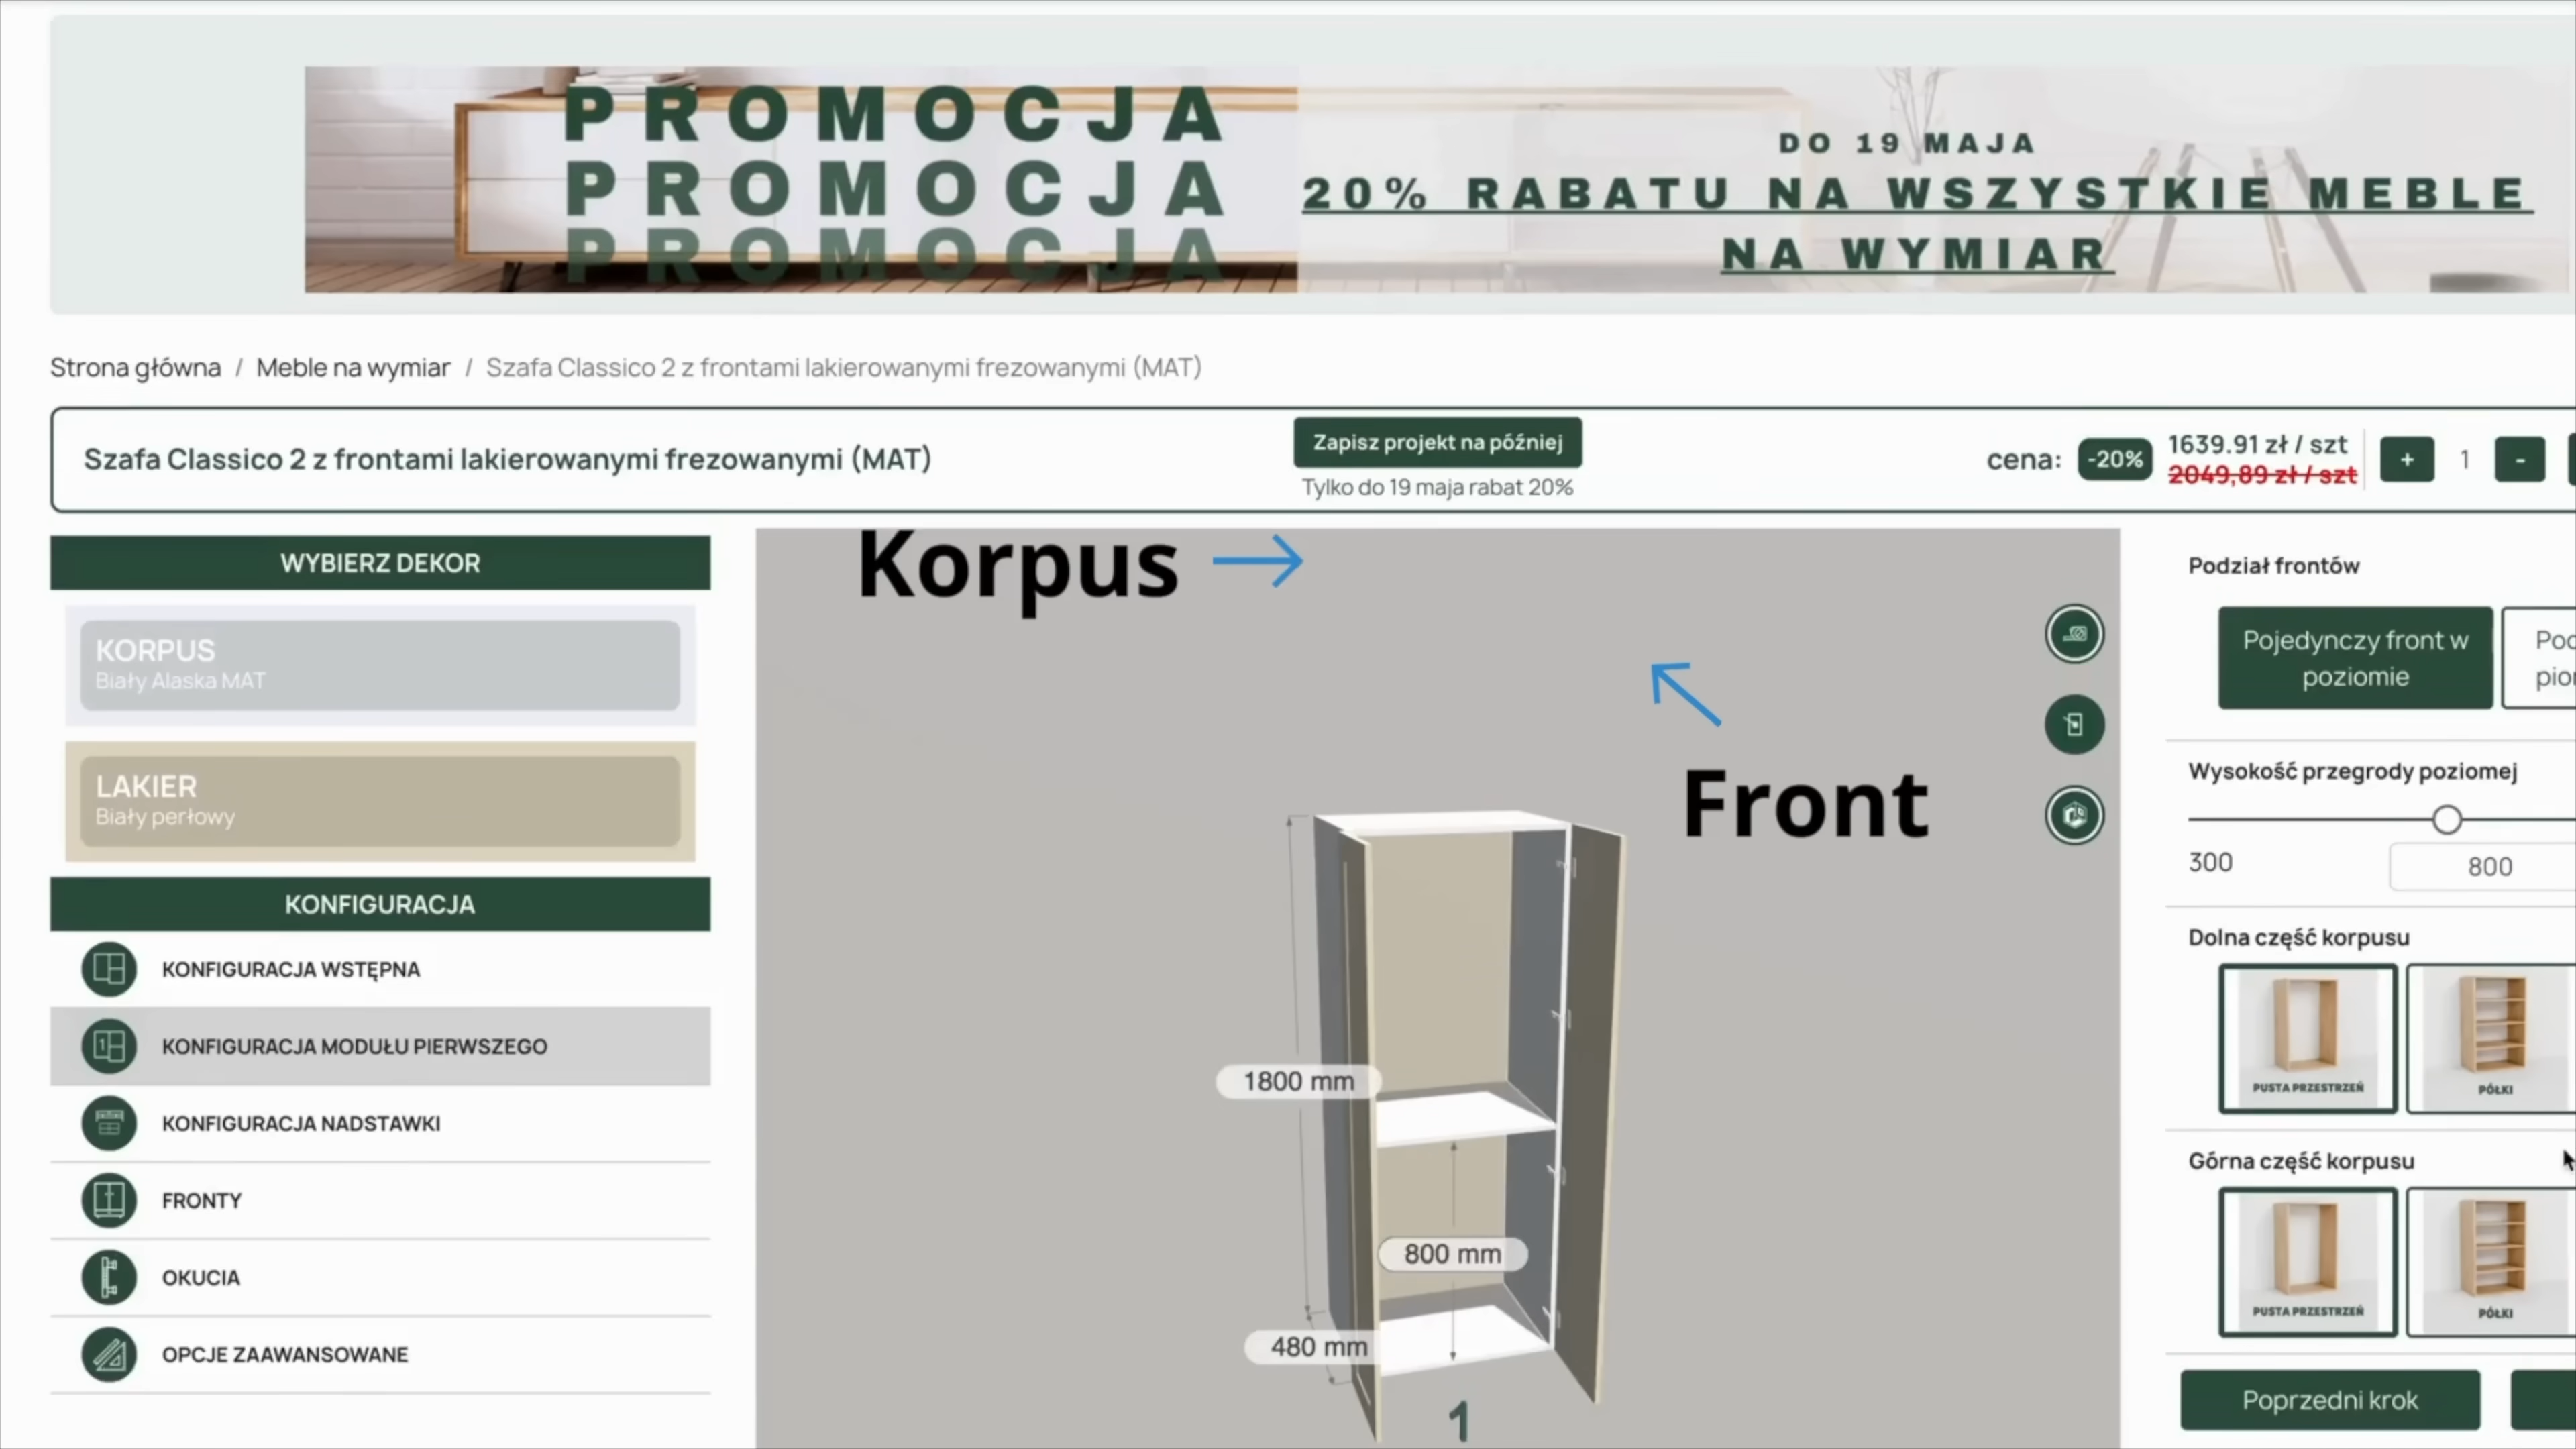 PROMOCJA
PROMOCJA
PROMOCJA
DO 19 MAJA
20% RABATU NA WSZYSTKIE MEBLE
NA WYMIAR
Strona główna / Meble na wymiar / Szafa Classico 2 z frontami lakierowanymi frezowanymi (MAT)
Szafa Classico 2 z frontami lakierowanymi frezowanymi (MAT)
Zapisz projekt na później
Tylko do 19 maja rabat 20%
cena: -20% 1639.91 zł / szt
2049,89 zł / szt
+ 1 -
WYBIERZ DEKOR
KORPUS
Biały Alaska MAT
LAKIER
Biały perłowy
KONFIGURACJA
KONFIGURACJA WSTĘPNA
KONFIGURACJA MODUŁU PIERWSZEGO
KONFIGURACJA NADSTAWKI
FRONTY
OKUCIA
OPCJE ZAAWANSOWANE
Korpus
Front
1800 mm
800 mm
480 mm
1
Podział frontów
Pojedynczy front w
poziomie
Wysokość przegrody poziomej
300
800
Dolna część korpusu
PUSTA PRZESTRZEŃ
PÓŁKI
Górna część korpusu
PUSTA PRZESTRZEŃ
PÓŁKI
Poprzedni krok